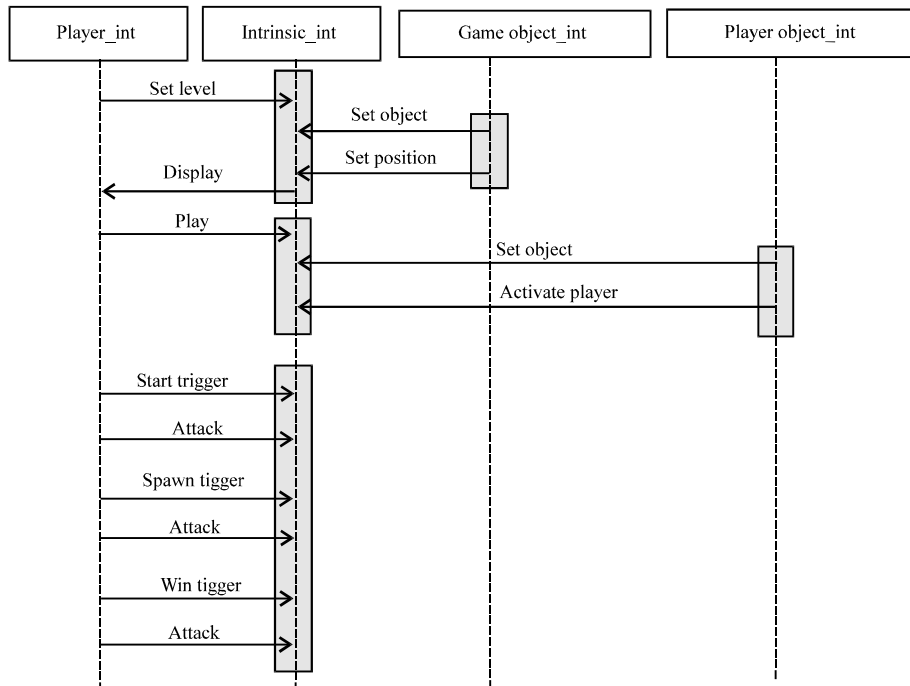 Player_int
Intrinsic_int
Game object_int
Player object_int
Set level
Set object
Set position
Display
Play
Set object
Activate player
Start trigger
Attack
Spawn tigger
Attack
Win tigger
Attack